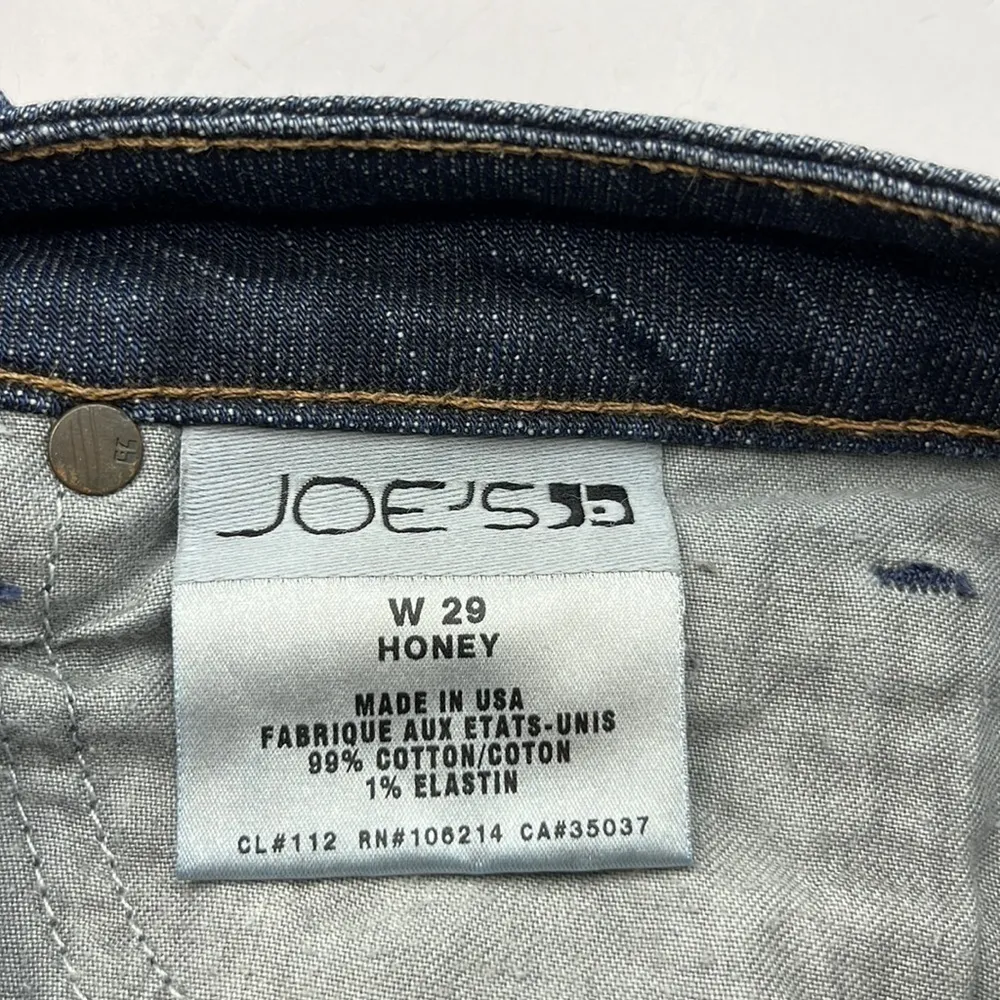 JOE'S
W 29
HONEY
MADE IN USA
FABRIQUE AUX ETATS-UNIS
99% COTTON/COTON
1% ELASTIN
CL#112 RN#106214 CA#35037